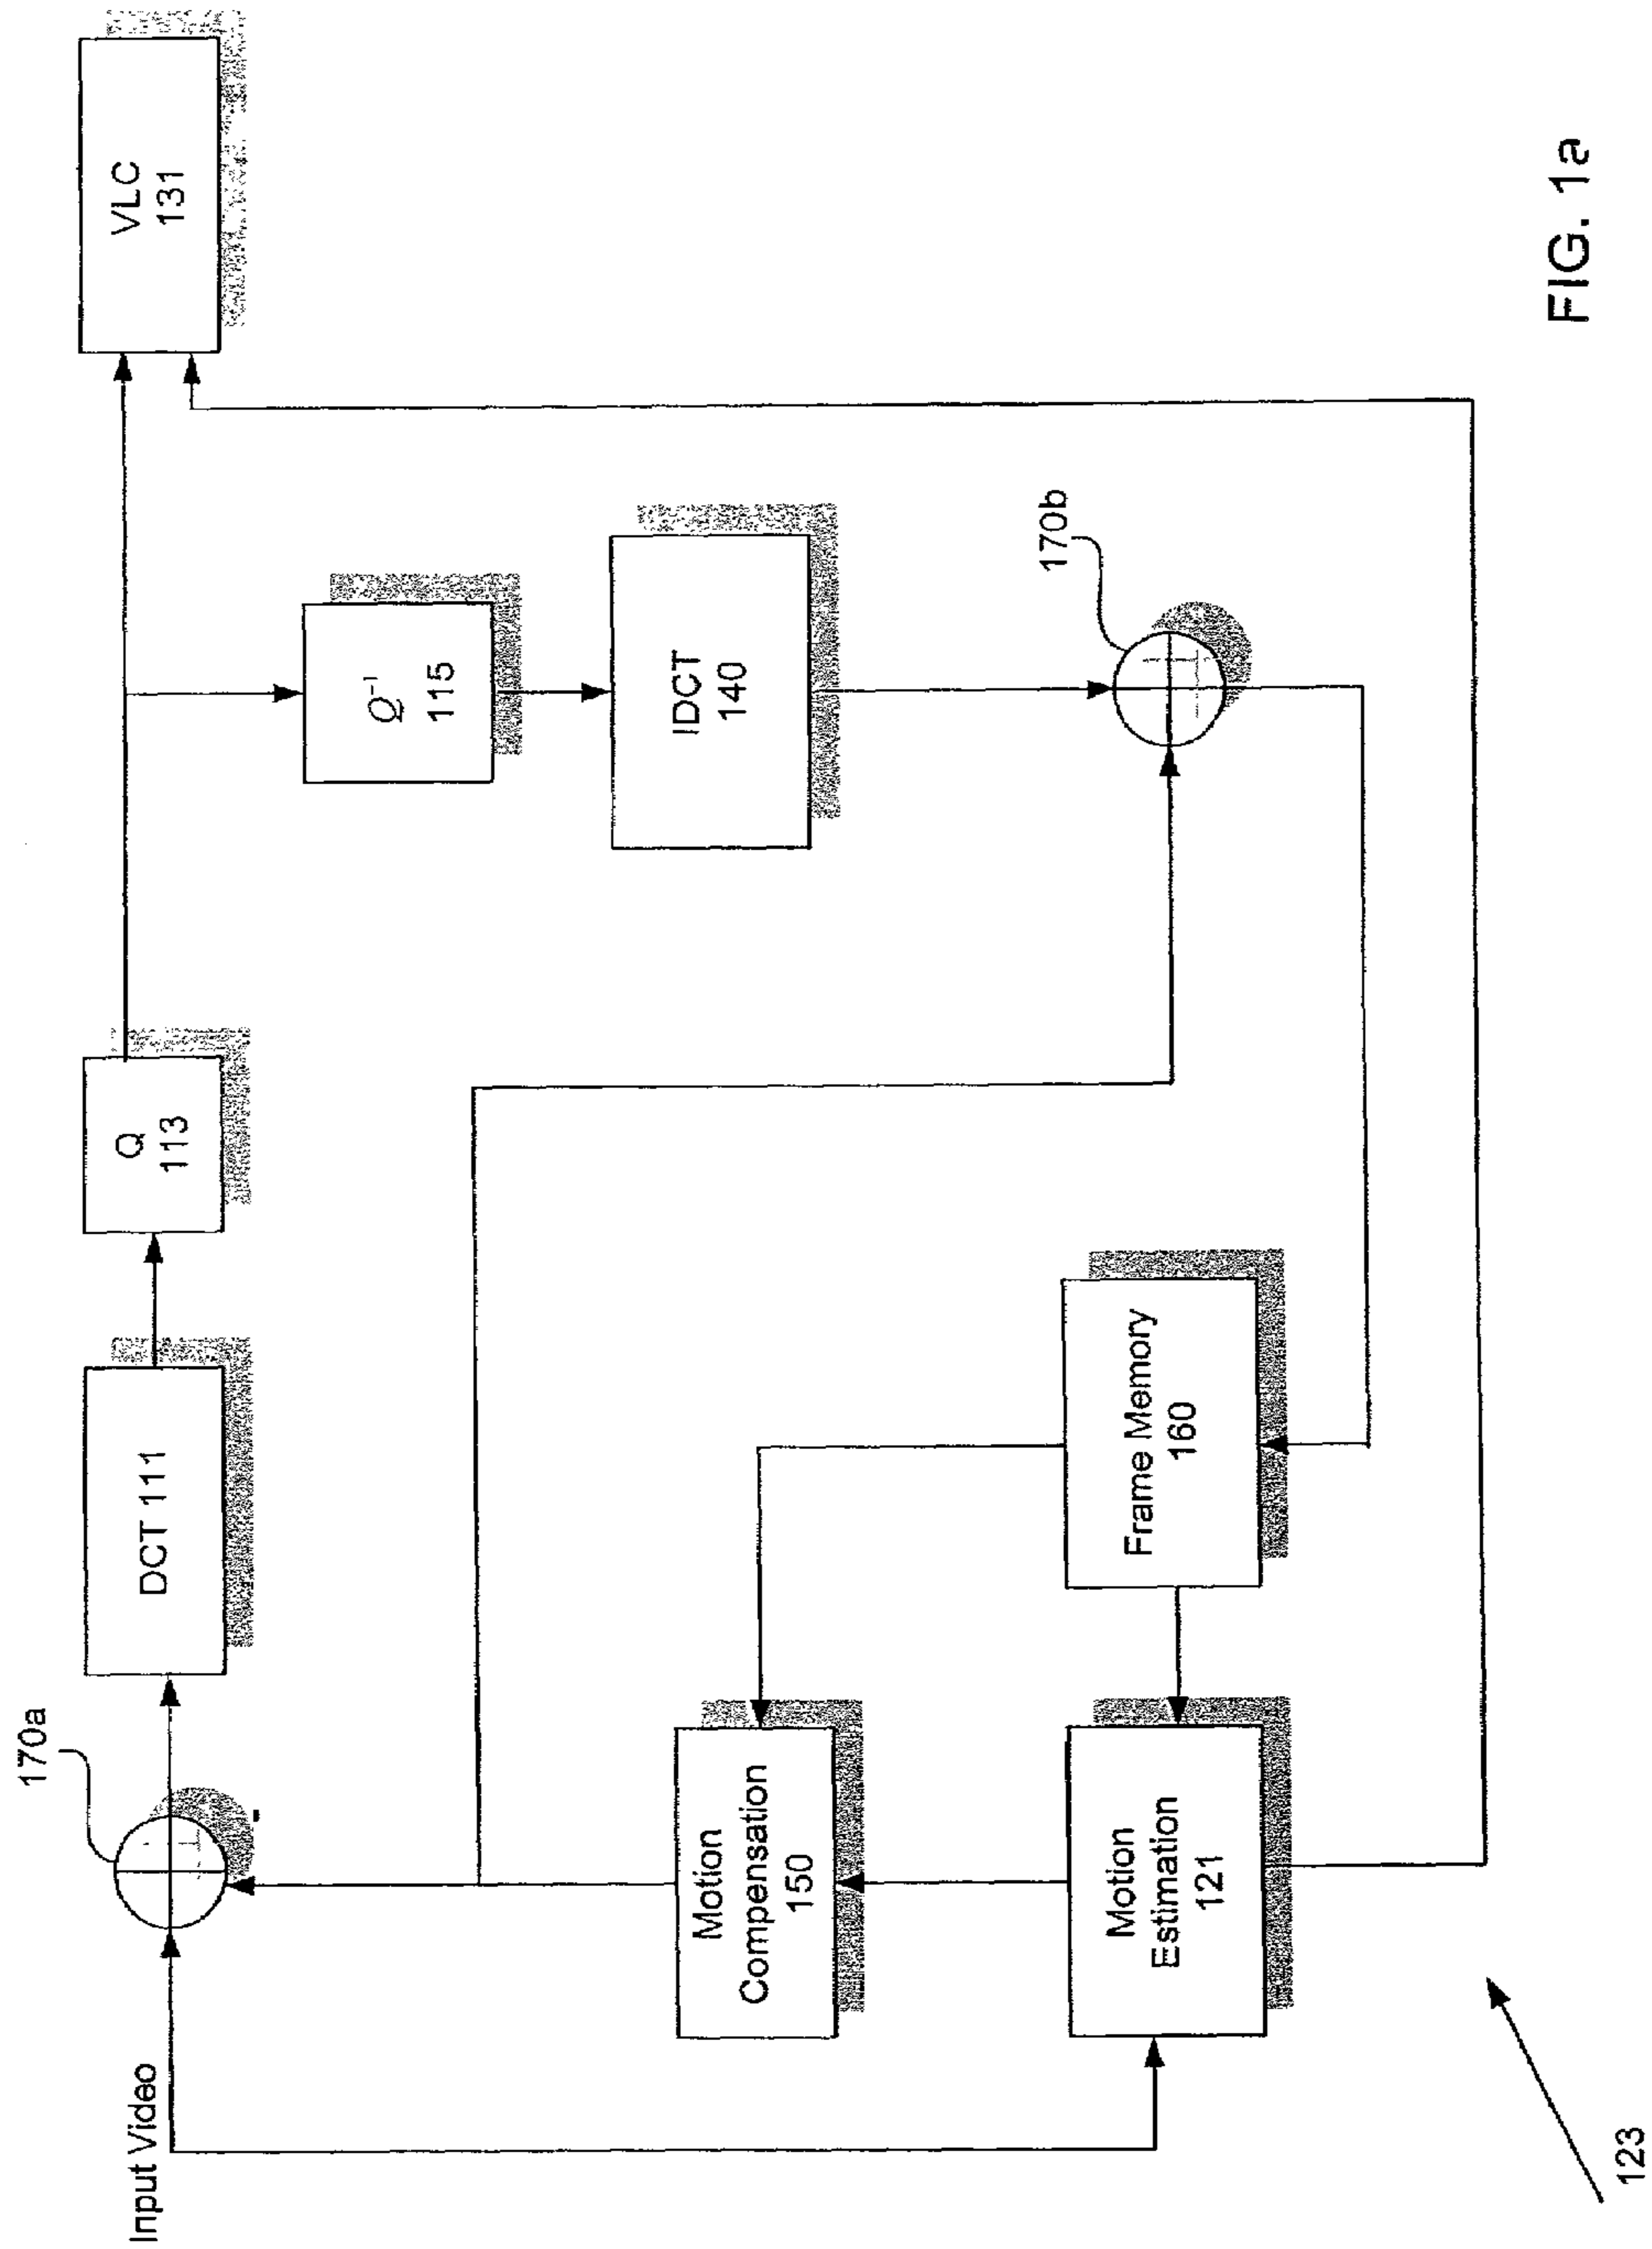 170a
Input Video
DCT 111
Q
113
VLC
131
Q⁻¹
115
IDCT
140
Motion
Compensation
150
170b
Frame Memory
160
Motion
Estimation
121
123
FIG. 1a